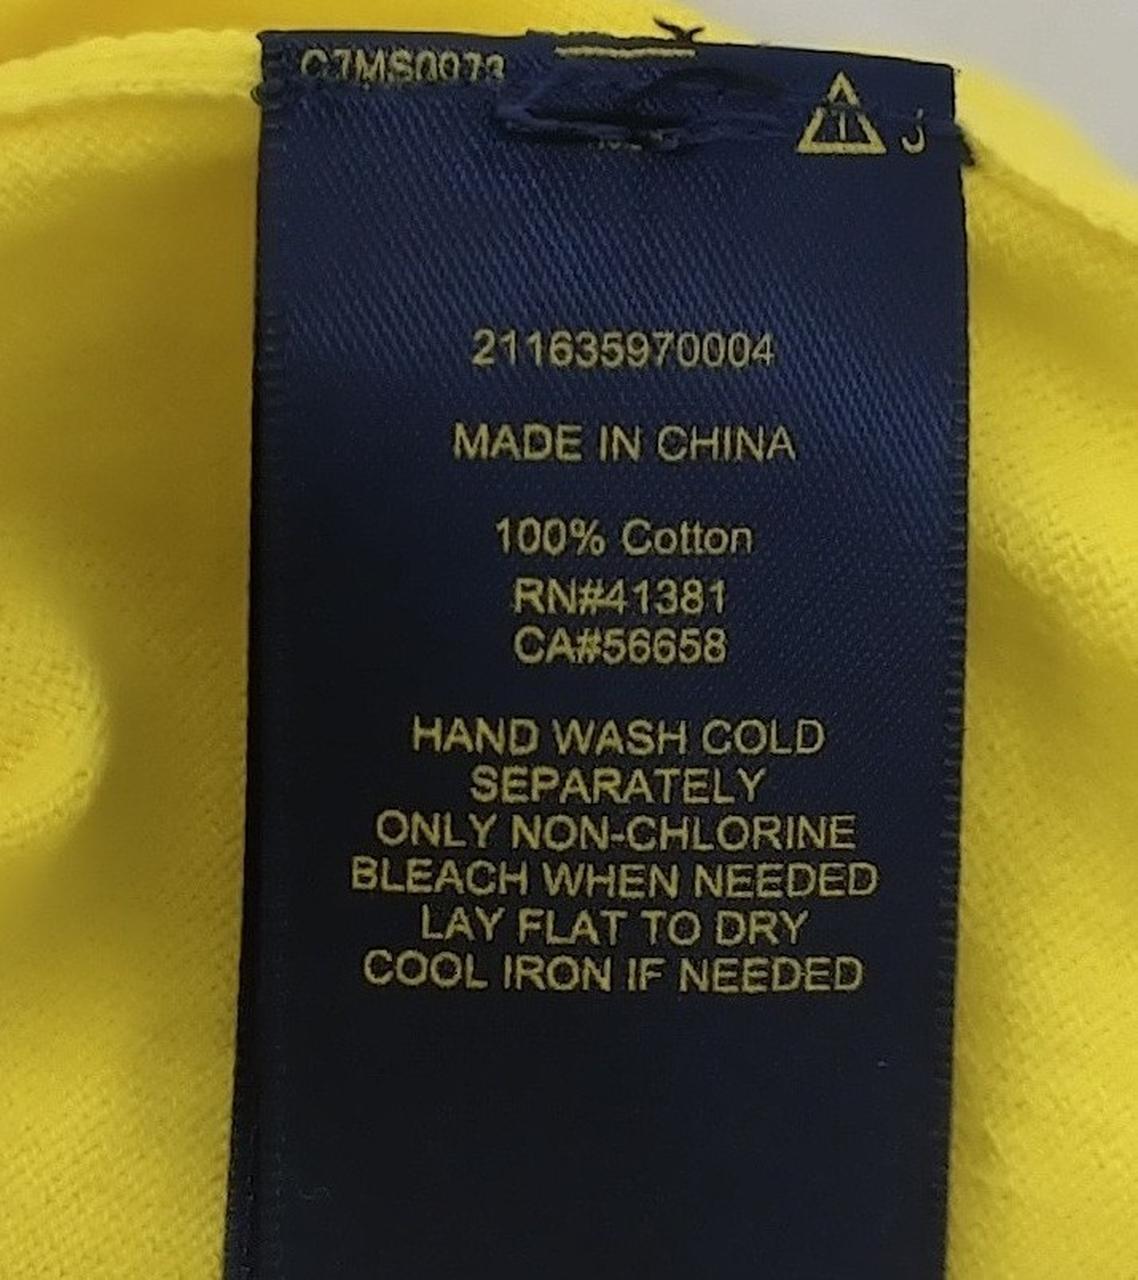 C7MS0073
J
211635970004
MADE IN CHINA
100% Cotton
RN#41381
CA#56658
HAND WASH COLD
SEPARATELY
ONLY NON-CHLORINE
BLEACH WHEN NEEDED
LAY FLAT TO DRY
COOL IRON IF NEEDED